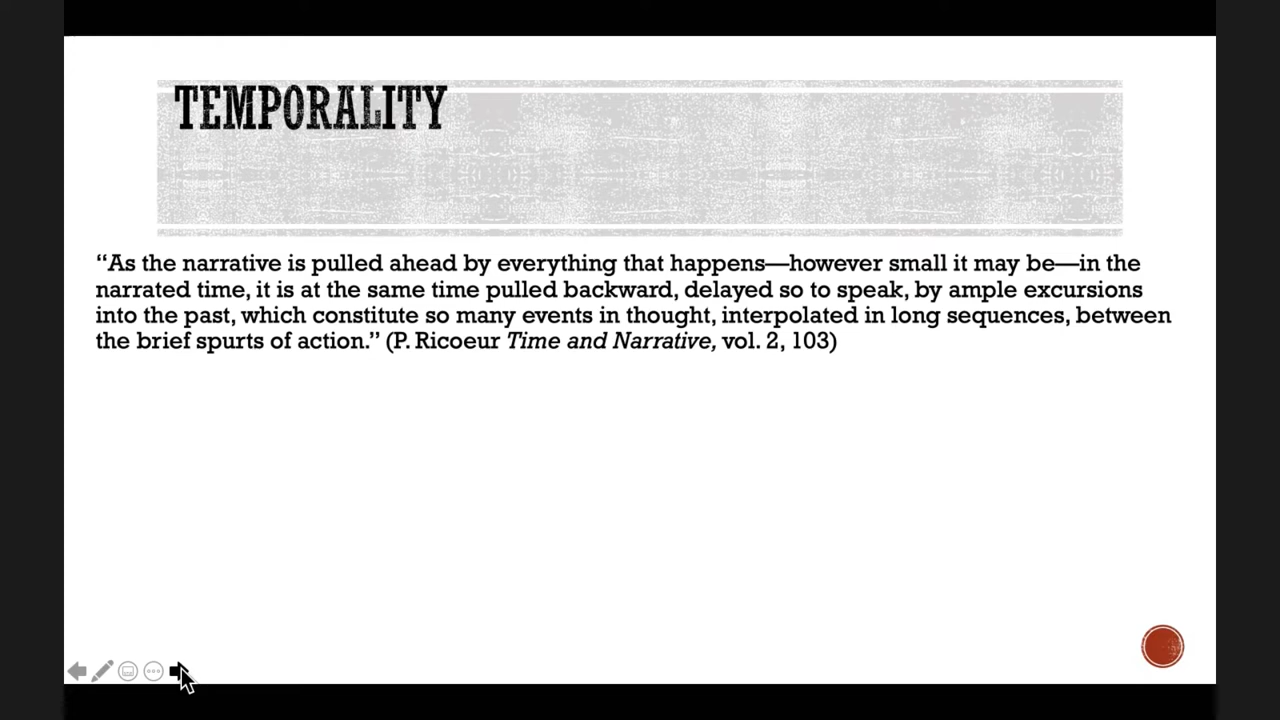 TEMPORALITY
“As the narrative is pulled ahead by everything that happens—however small it may be—in the
narrated time, it is at the same time pulled backward, delayed so to speak, by ample excursions
into the past, which constitute so many events in thought, interpolated in long sequences, between
the brief spurts of action.” (P. Ricoeur Time and Narrative, vol. 2, 103)